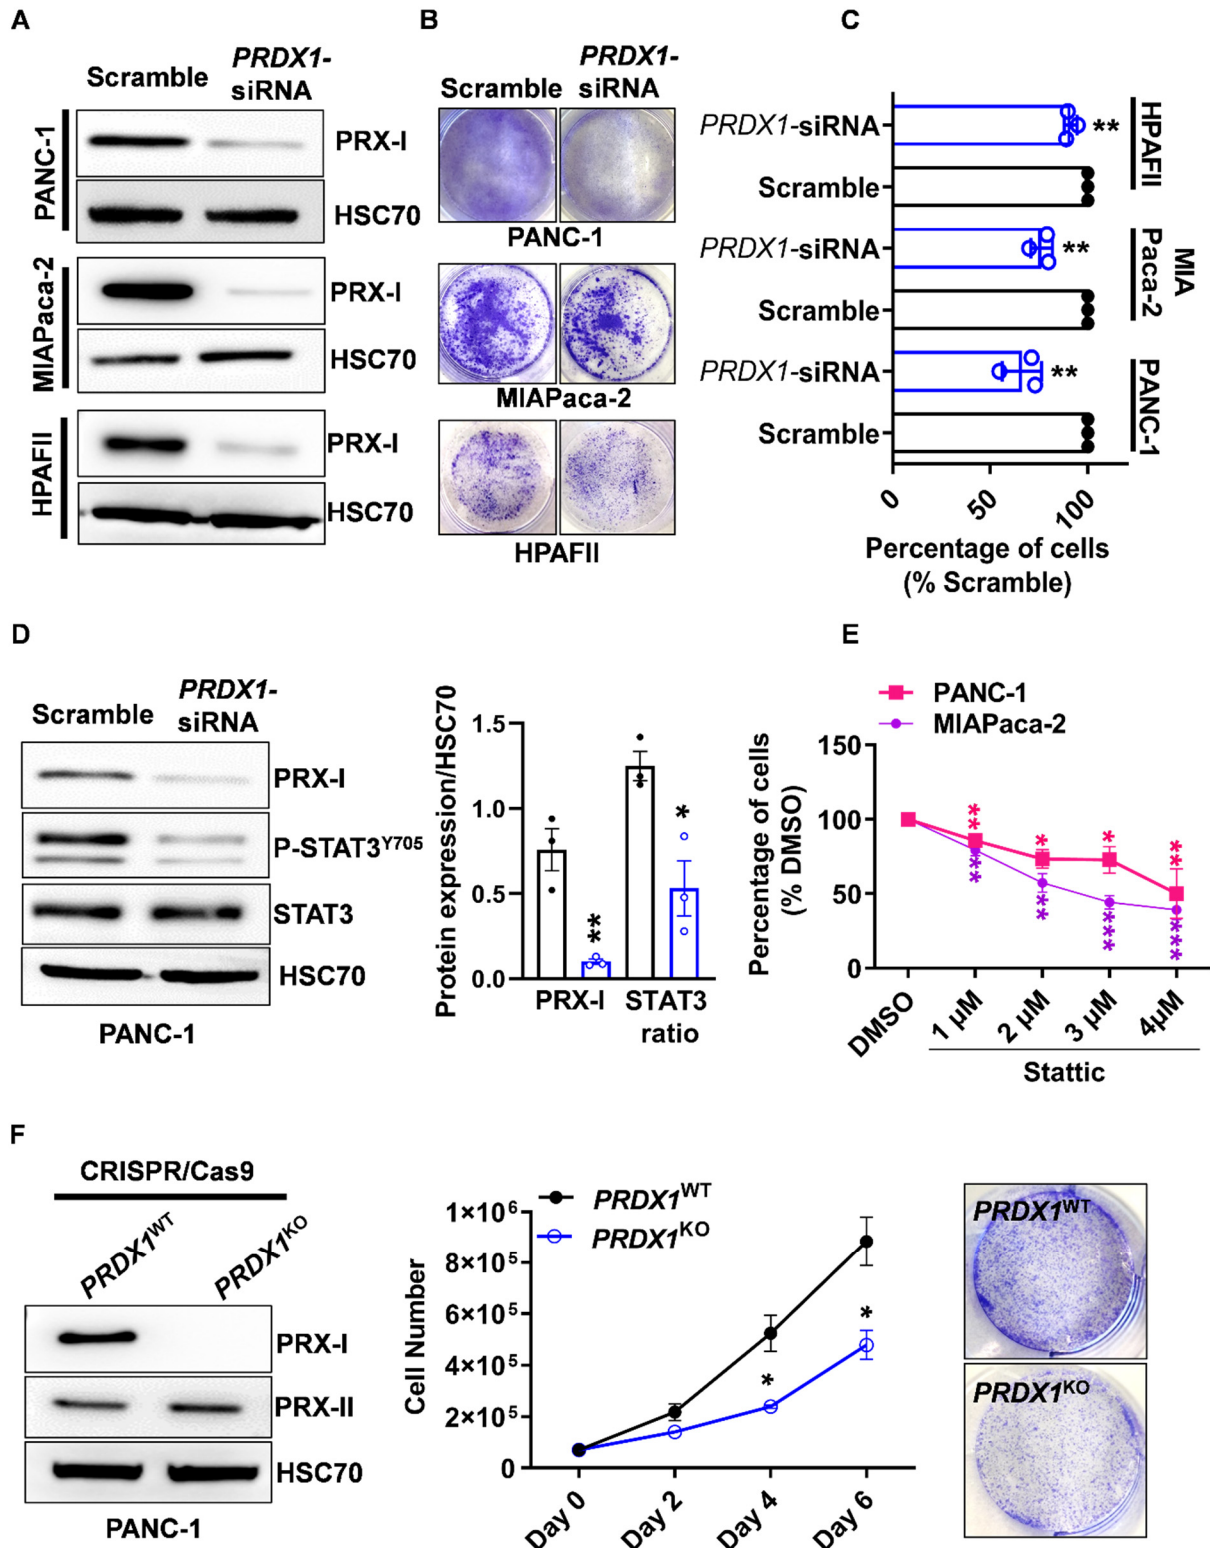 A
Scramble
PRDX1-
siRNA
PANC-1
PRX-I
HSC70
MIAPaca-2
PRX-I
HSC70
HPAFII
PRX-I
HSC70
B
Scramble
PRDX1-
siRNA
PANC-1
MIAPaca-2
HPAFII
C
PRDX1-siRNA
**
Scramble
HPAFII
PRDX1-siRNA
**
Scramble
MIA
Paca-2
PRDX1-siRNA
**
Scramble
PANC-1
0
50
100
Percentage of cells
(% Scramble)
D
Scramble
PRDX1-
siRNA
PRX-I
P-STAT3Y705
STAT3
HSC70
PANC-1
Protein expression/HSC70
1.5
1.0
0.5
0.0
**
*
PRX-I
STAT3
ratio
E
PANC-1
MIAPaca-2
Percentage of cells
(% DMSO)
150
100
50
0
**
*
*
**
**
**
***
***
DMSO
1 µM
2 µM
3 µM
4µM
Stattic
F
CRISPR/Cas9
PRDX1WT
PRDX1KO
PRX-I
PRX-II
HSC70
PANC-1
PRDX1WT
PRDX1KO
Cell Number
1×10⁶
8×10⁵
6×10⁵
4×10⁵
2×10⁵
0
*
*
Day 0
Day 2
Day 4
Day 6
PRDX1WT
PRDX1KO